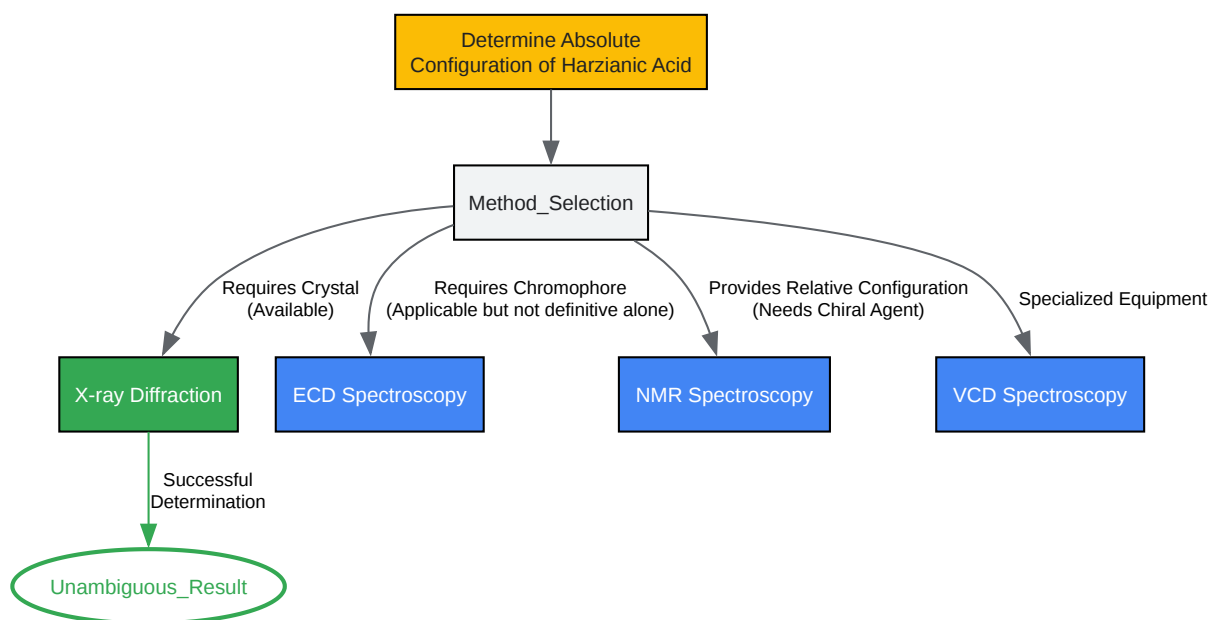 Determine Absolute
Configuration of Harzianic Acid
Method_Selection
Requires Crystal
(Available)
Requires Chromophore
(Applicable but not definitive alone)
Provides Relative Configuration
(Needs Chiral Agent)
Specialized Equipment
X-ray Diffraction
ECD Spectroscopy
NMR Spectroscopy
VCD Spectroscopy
Successful
Determination
Unambiguous_Result